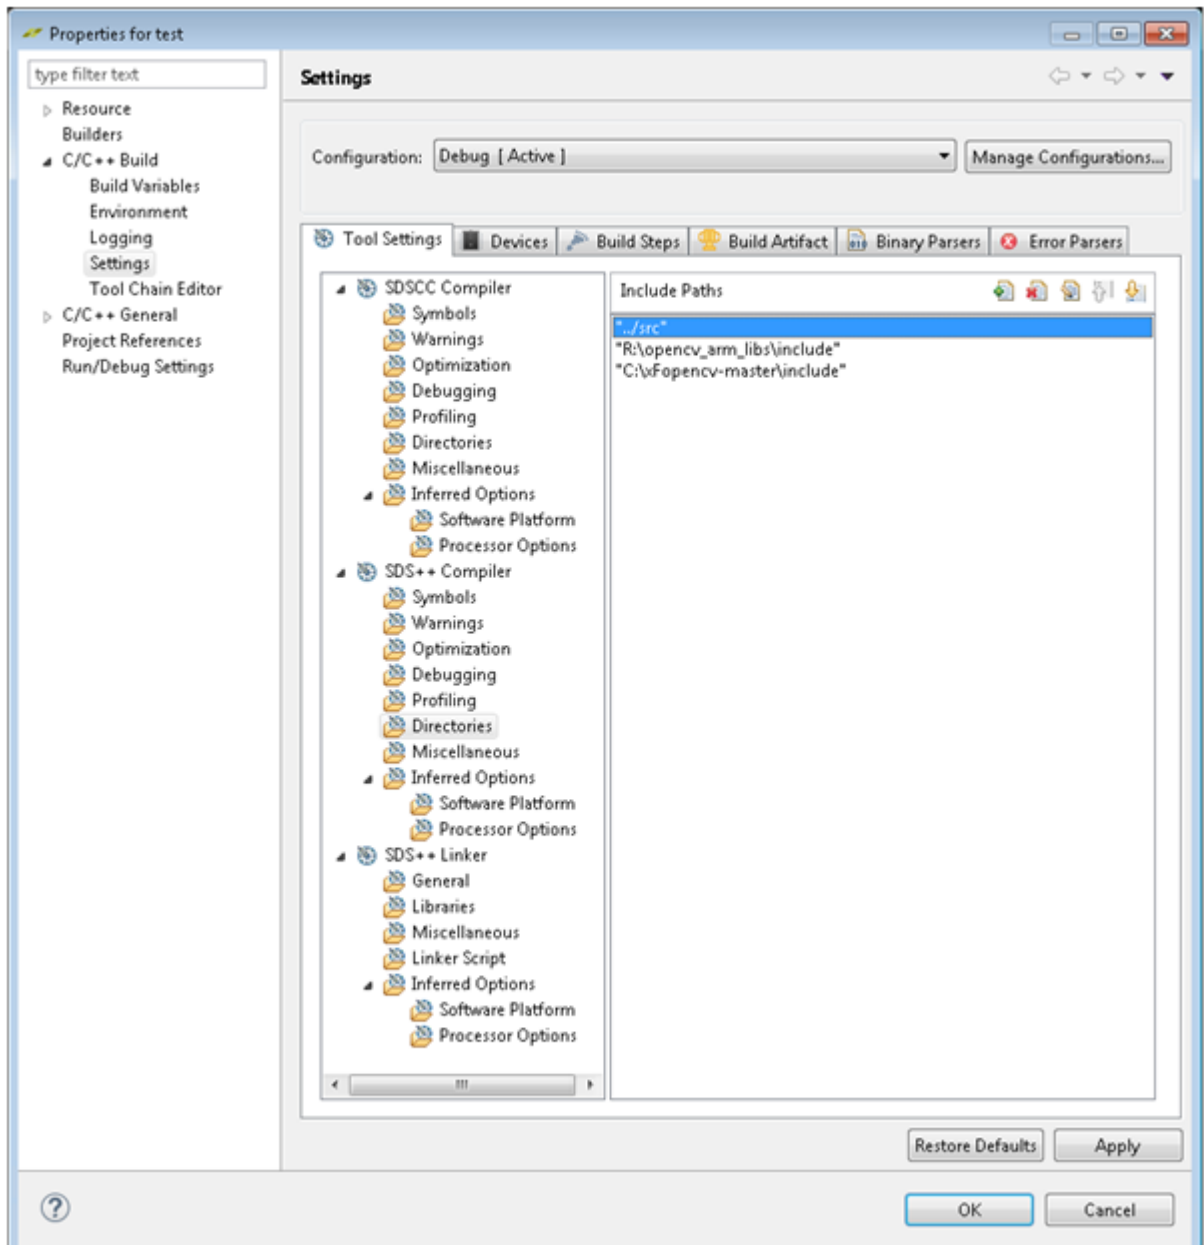 Properties for test
type filter text
Resource
Builders
C/C++ Build
Build Variables
Environment
Logging
Settings
Tool Chain Editor
C/C++ General
Project References
Run/Debug Settings
Settings
Configuration: Debug [ Active ] Manage Configurations...
Tool Settings Devices Build Steps Build Artifact Binary Parsers Error Parsers
SDSCC Compiler
Symbols
Warnings
Optimization
Debugging
Profiling
Directories
Miscellaneous
Inferred Options
Software Platform
Processor Options
SDS++ Compiler
Symbols
Warnings
Optimization
Debugging
Profiling
Directories
Miscellaneous
Inferred Options
Software Platform
Processor Options
SDS++ Linker
General
Libraries
Miscellaneous
Linker Script
Inferred Options
Software Platform
Processor Options
Include Paths
"../src"
"R:\opencv_arm_libs\include"
"C:\xFopencv-master\include"
Restore Defaults Apply
OK Cancel